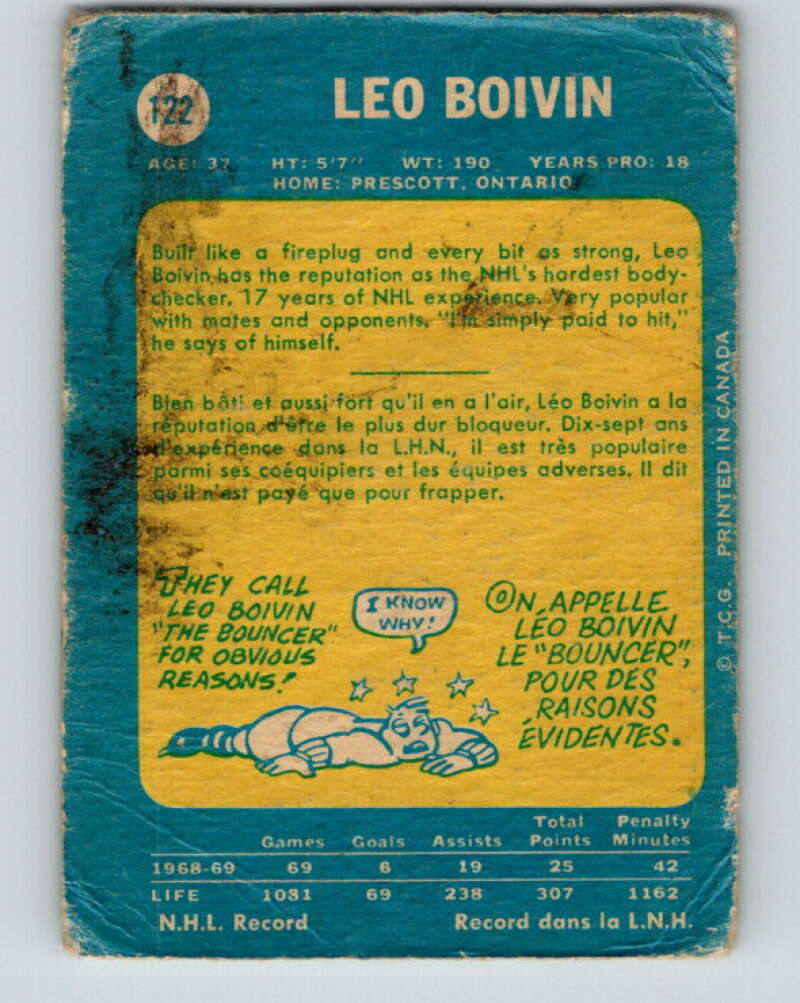 122
LEO BOIVIN
AGE: 37 HT: 5'7" WT: 190 YEARS PRO: 18
HOME: PRESCOTT, ONTARIO
Built like a fireplug and every bit as strong, Leo
Boivin has the reputation as the NHL's hardest body-
checker. 17 years of NHL experience. Very popular
with mates and opponents. "I'm simply paid to hit,"
he says of himself.
Bien bâti et aussi fort qu'il en a l'air, Léo Boivin a la
réputation d'être le plus dur bloqueur. Dix-sept ans
d'expérience dans la L.H.N., il est très populaire
parmi ses coéquipiers et les équipes adverses. Il dit
qu'il n'est payé que pour frapper.
THEY CALL
LEO BOIVIN
"THE BOUNCER"
FOR OBVIOUS
REASONS!
I KNOW
WHY!
ON APPELLE
LÉO BOIVIN
LE "BOUNCER",
POUR DES
RAISONS
ÉVIDENTES.
© T.C.G. PRINTED IN CANADA
Games Goals Assists Total Points Penalty Minutes
1968-69 69 6 19 25 42
LIFE 1081 69 238 307 1162
N.H.L. Record Record dans la L.N.H.